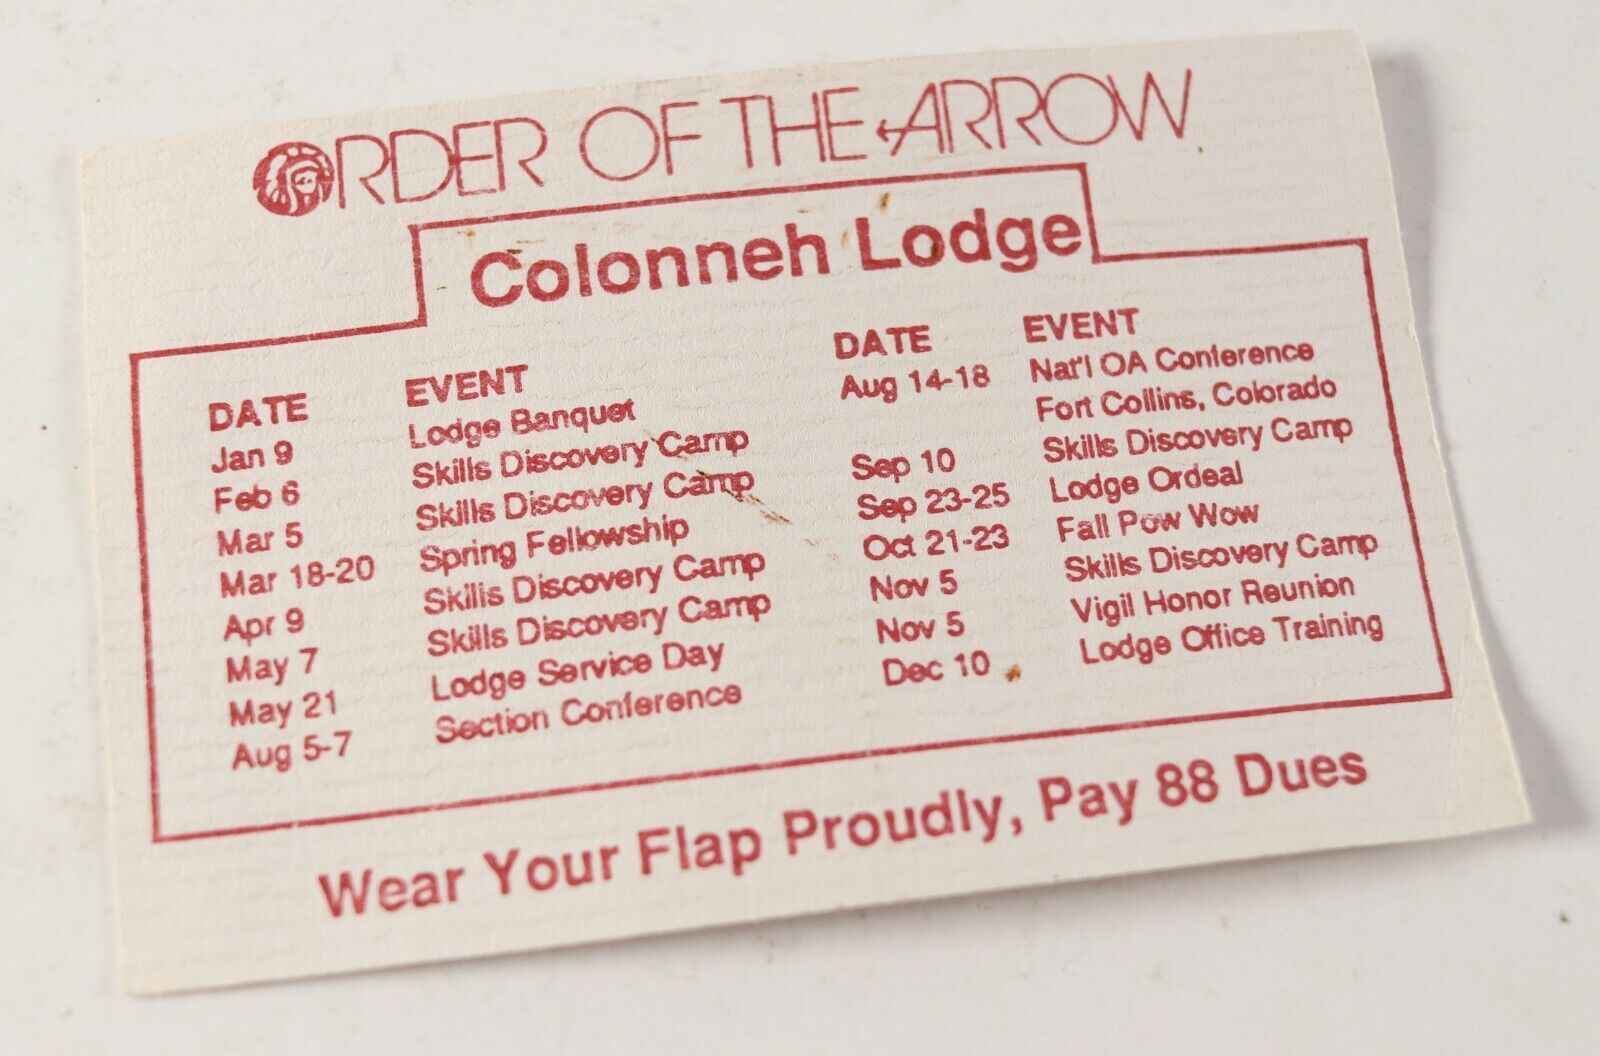 ORDER OF THE ARROW
Colonneh Lodge
DATE EVENT
Jan 9 Lodge Banquet
Feb 6 Skills Discovery Camp
Mar 5 Skills Discovery Camp
Mar 18-20 Spring Fellowship
Apr 9 Skills Discovery Camp
May 7 Skills Discovery Camp
May 21 Lodge Service Day
Aug 5-7 Section Conference
DATE EVENT
Aug 14-18 Nat'l OA Conference
Fort Collins, Colorado
Sep 10 Skills Discovery Camp
Sep 23-25 Lodge Ordeal
Oct 21-23 Fall Pow Wow
Nov 5 Skills Discovery Camp
Nov 5 Vigil Honor Reunion
Dec 10 Lodge Office Training
Wear Your Flap Proudly, Pay 88 Dues